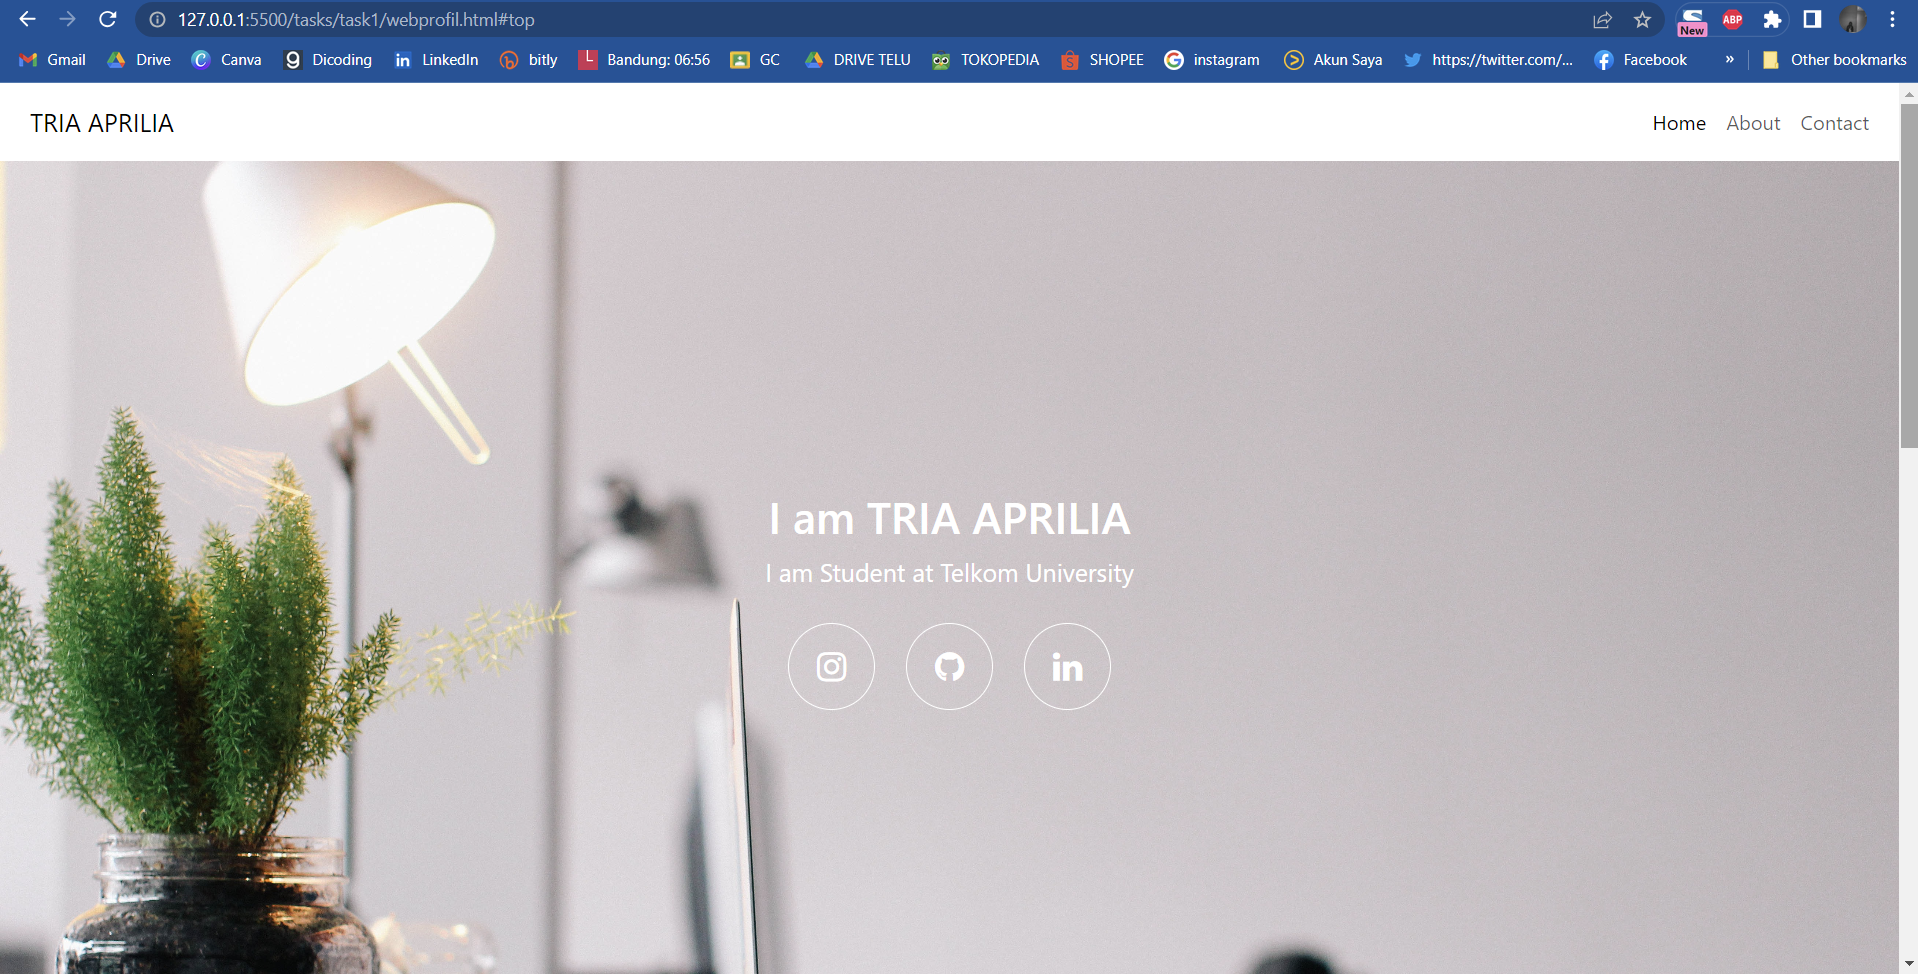 127.0.0.1:5500/tasks/task1/webprofil.html#top
New
ABP
Gmail Drive Canva Dicoding LinkedIn bitly Bandung: 06:56 GC DRIVE TELU TOKOPEDIA SHOPEE instagram Akun Saya https://twitter.com/... Facebook » Other bookmarks
TRIA APRILIA Home About Contact
I am TRIA APRILIA
I am Student at Telkom University